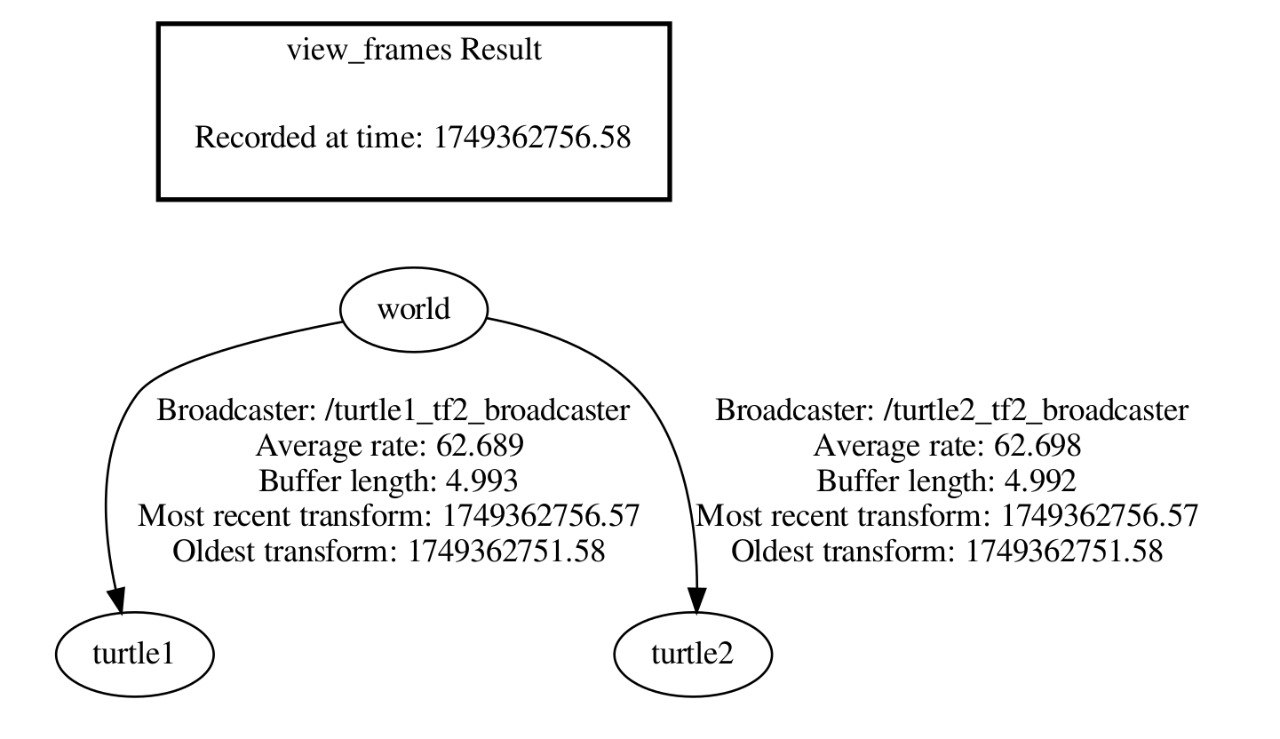 view_frames Result
Recorded at time: 1749362756.58
world
Broadcaster: /turtle1_tf2_broadcaster
Average rate: 62.689
Buffer length: 4.993
Most recent transform: 1749362756.57
Oldest transform: 1749362751.58
Broadcaster: /turtle2_tf2_broadcaster
Average rate: 62.698
Buffer length: 4.992
Most recent transform: 1749362756.57
Oldest transform: 1749362751.58
turtle1
turtle2